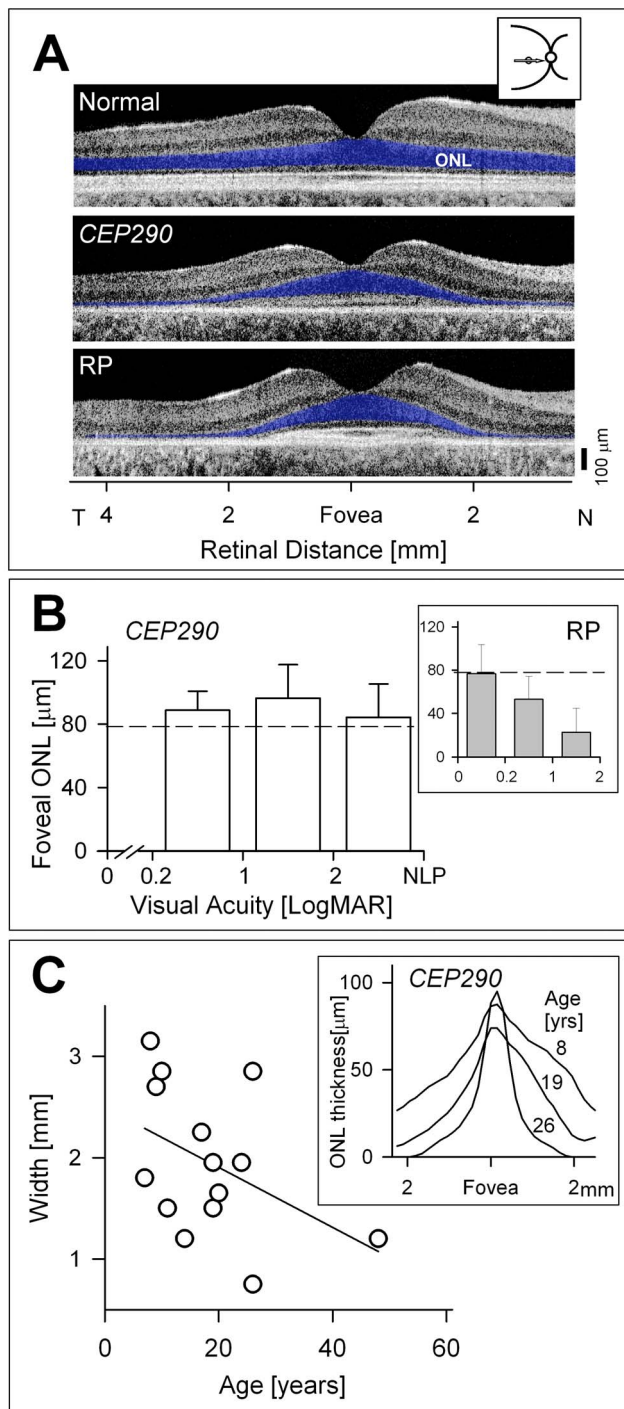 A
Normal
ONL
CEP290
RP
100 μm
T 4 2 Fovea 2 N
Retinal Distance [mm]
B
CEP290
Foveal ONL [μm]
120
80
40
0
0 0.2 1 2 NLP
Visual Acuity [LogMAR]
RP
120
80
40
0
0 0.2 1 2
C
Width [mm]
3
2
1
0 20 40 60
Age [years]
CEP290
ONL thickness[μm]
100
50
0
Age
[yrs]
8
19
26
2 Fovea 2mm